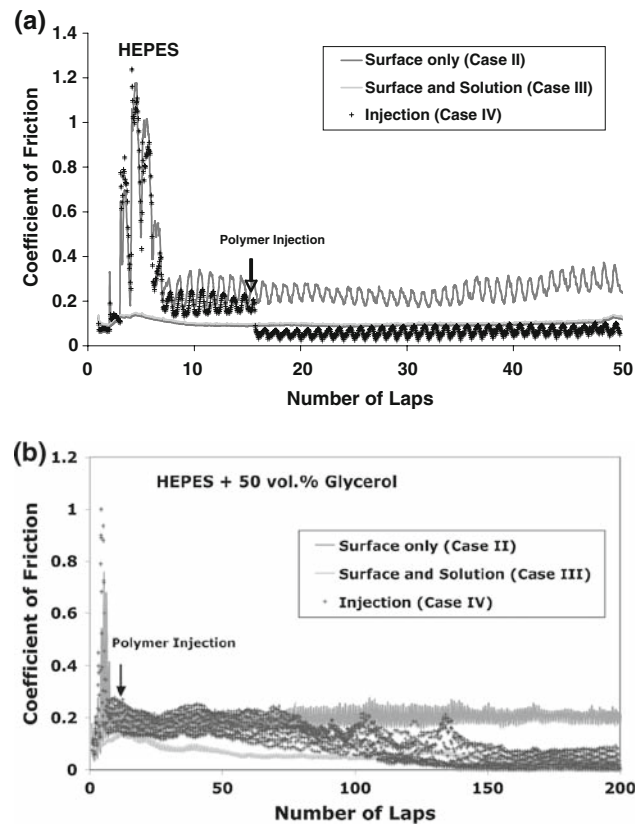 (a)
1.4
1.2
1
0.8
0.6
0.4
0.2
0
Coefficient of Friction
HEPES
Surface only (Case II)
Surface and Solution (Case III)
Injection (Case IV)
Polymer Injection
0 10 20 30 40 50
Number of Laps
(b)
1.2
1
0.8
0.6
0.4
0.2
0
Coefficient of Friction
HEPES + 50 vol.% Glycerol
Surface only (Case II)
Surface and Solution (Case III)
Injection (Case IV)
Polymer Injection
0 50 100 150 200
Number of Laps